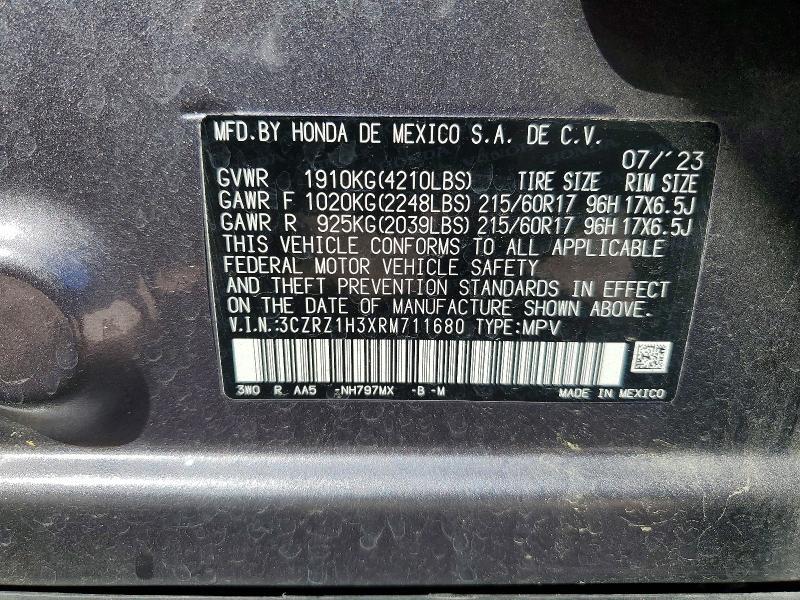 MFD.BY HONDA DE MEXICO S.A. DE C.V.
07/'23
GVWR 1910KG(4210LBS) TIRE SIZE RIM SIZE
GAWR F 1020KG(2248LBS) 215/60R17 96H 17X6.5J
GAWR R 925KG(2039LBS) 215/60R17 96H 17X6.5J
THIS VEHICLE CONFORMS TO ALL APPLICABLE
FEDERAL MOTOR VEHICLE SAFETY
AND THEFT PREVENTION STANDARDS IN EFFECT
ON THE DATE OF MANUFACTURE SHOWN ABOVE.
V.I.N.:3CZRZ1H3XRM711680 TYPE:MPV
3W0 R AA5 -NH797MX -B -M MADE IN MEXICO